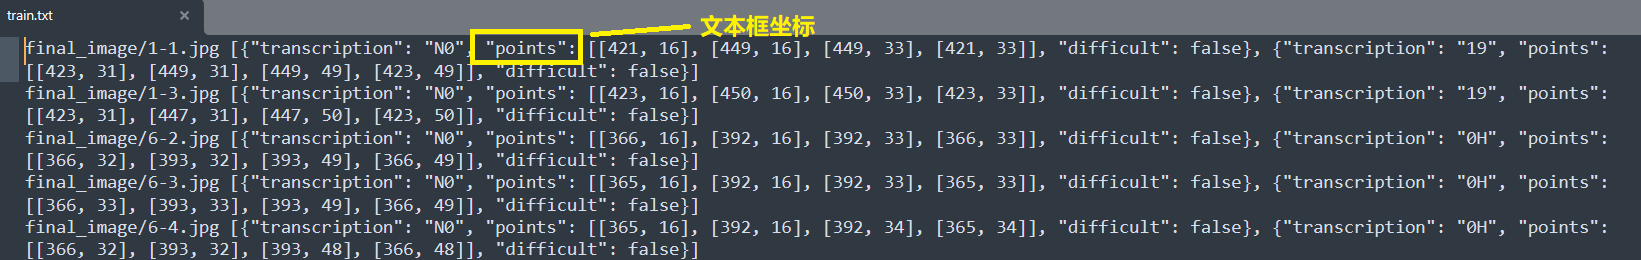 train.txt ×
文本框坐标
final_image/1-1.jpg [{"transcription": "N0", "points": [[421, 16], [449, 16], [449, 33], [421, 33]], "difficult": false}, {"transcription": "19", "points":
[[423, 31], [449, 31], [449, 49], [423, 49]], "difficult": false}]
final_image/1-3.jpg [{"transcription": "N0", "points": [[423, 16], [450, 16], [450, 33], [423, 33]], "difficult": false}, {"transcription": "19", "points":
[[423, 31], [447, 31], [447, 50], [423, 50]], "difficult": false}]
final_image/6-2.jpg [{"transcription": "N0", "points": [[366, 16], [392, 16], [392, 33], [366, 33]], "difficult": false}, {"transcription": "0H", "points":
[[366, 32], [393, 32], [393, 49], [366, 49]], "difficult": false}]
final_image/6-3.jpg [{"transcription": "N0", "points": [[365, 16], [392, 16], [392, 33], [365, 33]], "difficult": false}, {"transcription": "0H", "points":
[[366, 33], [393, 33], [393, 49], [366, 49]], "difficult": false}]
final_image/6-4.jpg [{"transcription": "N0", "points": [[365, 16], [392, 16], [392, 34], [365, 34]], "difficult": false}, {"transcription": "0H", "points":
[[366, 32], [393, 32], [393, 48], [366, 48]], "difficult": false}]